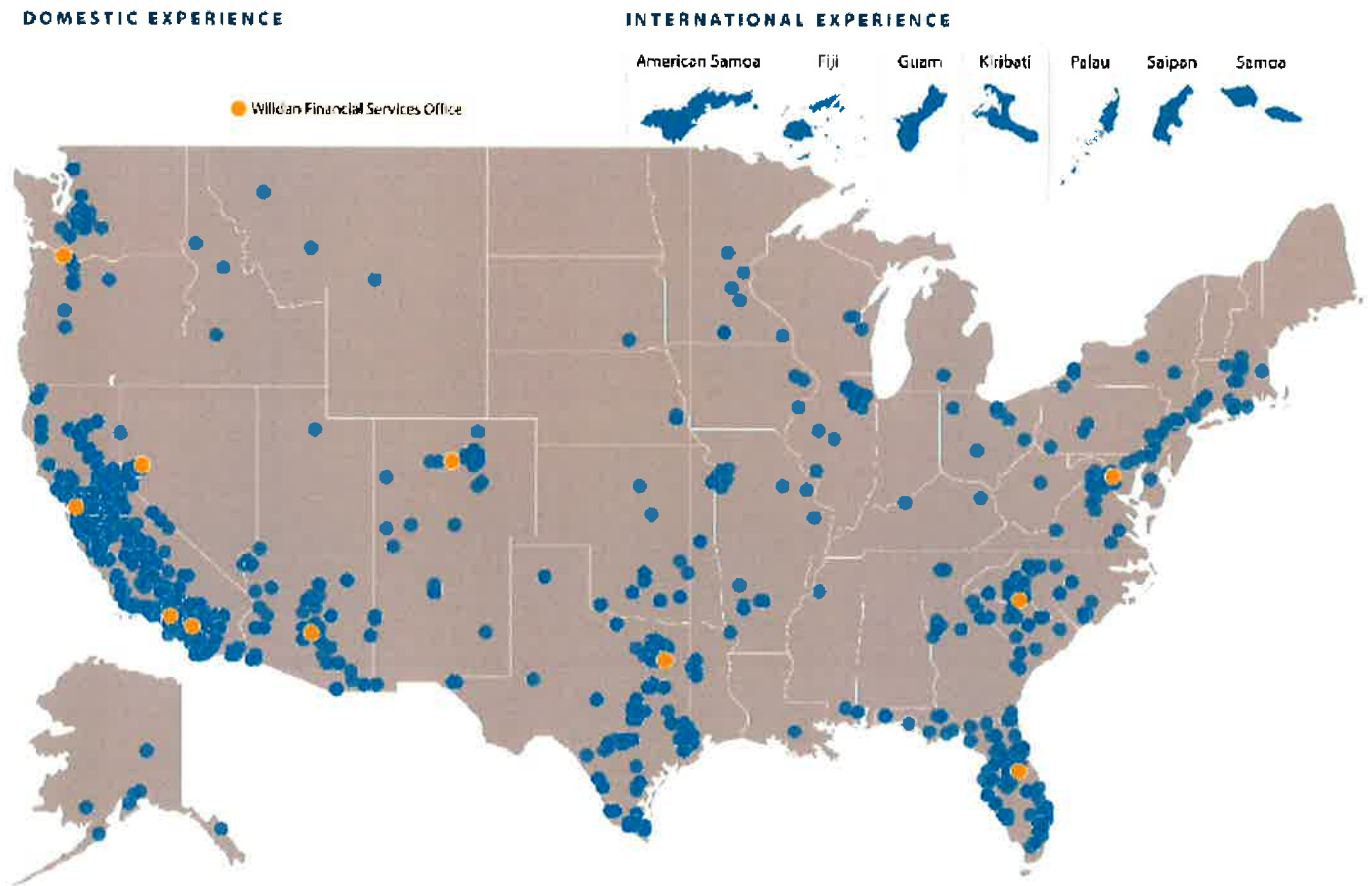 DOMESTIC EXPERIENCE
INTERNATIONAL EXPERIENCE
American Samoa
Fiji
Guam
Kiribati
Palau
Saipan
Samoa
Willdan Financial Services Office